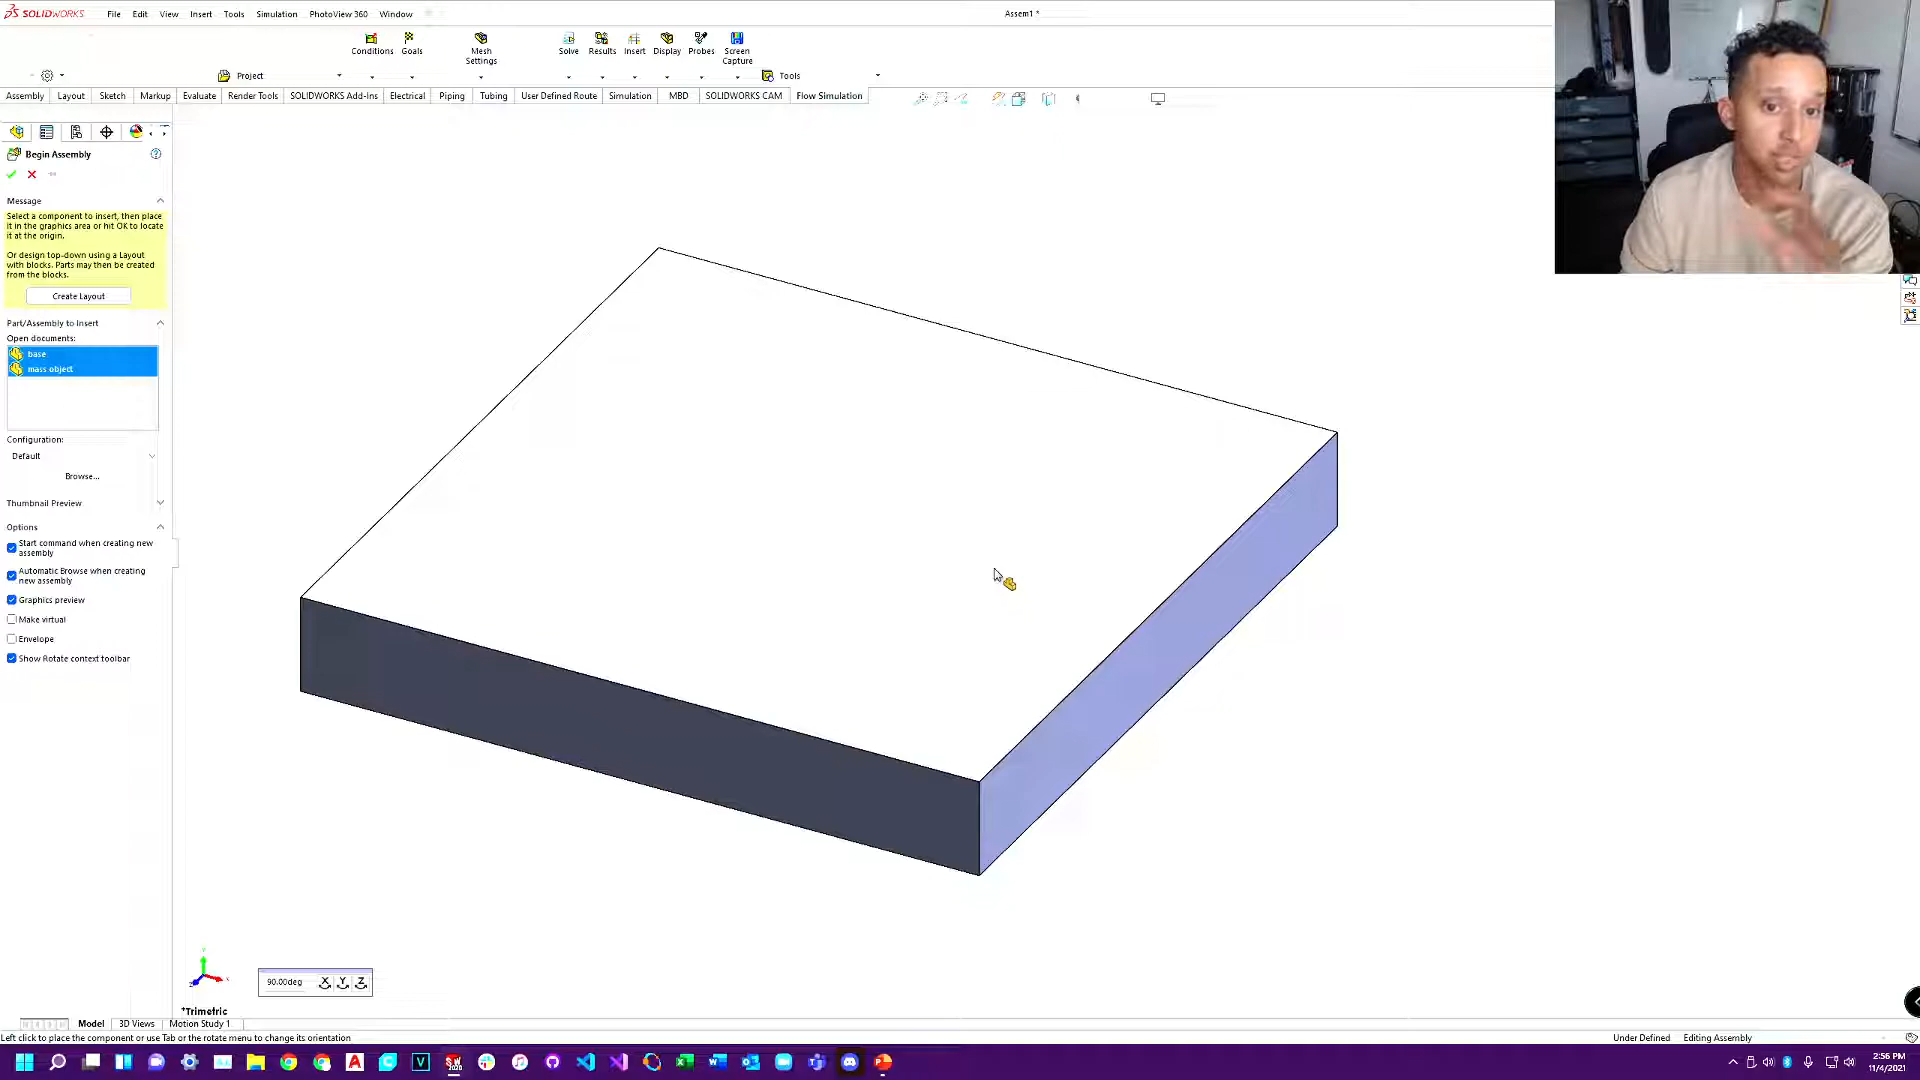 SOLIDWORKS File Edit View Insert Tools Simulation PhotoView 360 Window Assem1 *
Conditions Goals Mesh Settings Solve Results Insert Display Probes Screen Capture
Project Tools
Assembly Layout Sketch Markup Evaluate Render Tools SOLIDWORKS Add-Ins Electrical Piping Tubing User Defined Route Simulation MBD SOLIDWORKS CAM Flow Simulation
Begin Assembly
Message
Select a component to insert, then place
it in the graphics area or hit OK to locate
it at the origin.
Or design top-down using a Layout
with blocks. Parts may then be created
from the blocks.
Create Layout
Part/Assembly to Insert
Open documents:
base
mass object
Configuration:
Default
Browse...
Thumbnail Preview
Options
Start command when creating new
assembly
Automatic Browse when creating
new assembly
Graphics preview
Make virtual
Envelope
Show Rotate context toolbar
90.00deg X Y Z
*Trimetric
Model 3D Views Motion Study 1
Left click to place the component or use Tab or the rotate menu to change its orientation Under Defined Editing Assembly
2:56 PM
11/4/2021